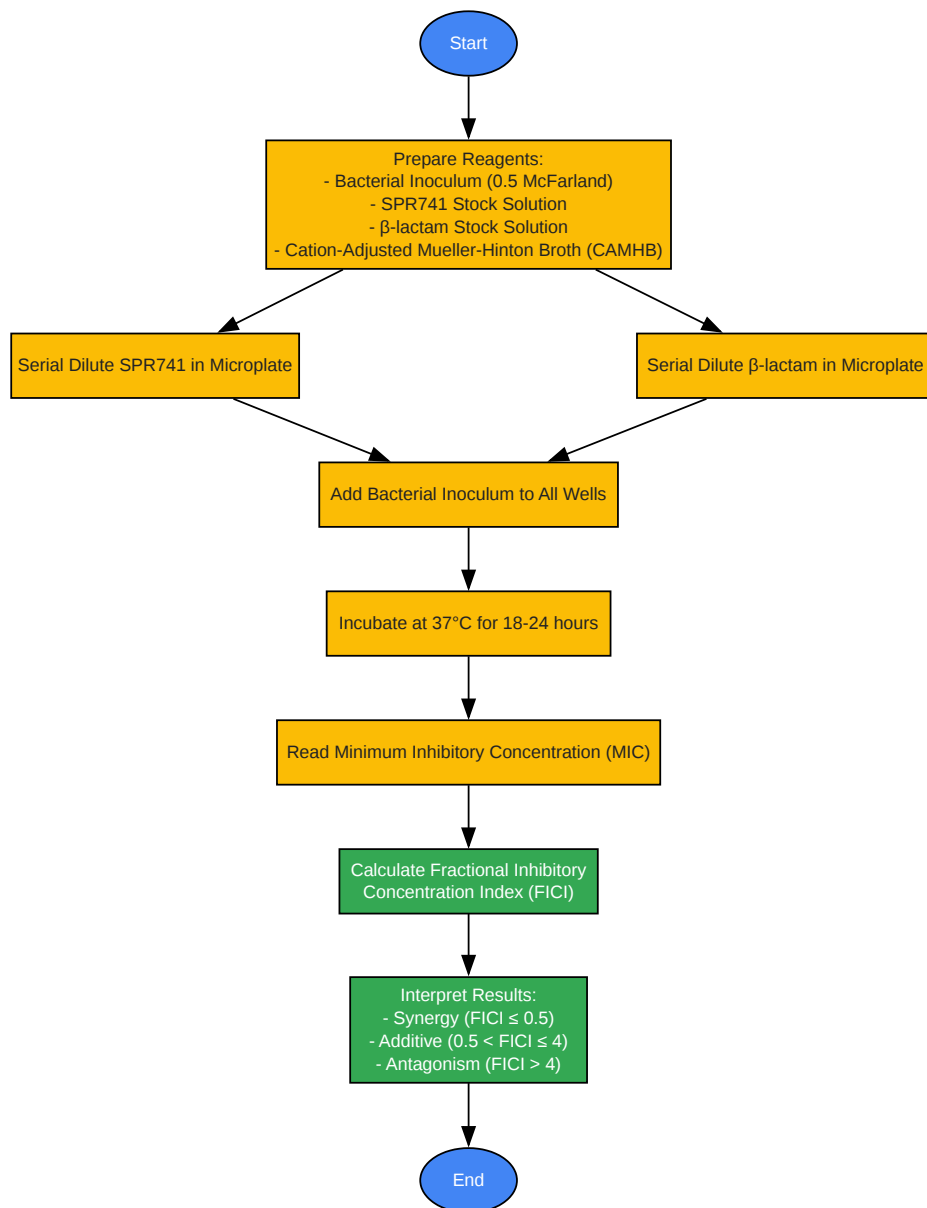 Start
Prepare Reagents:
- Bacterial Inoculum (0.5 McFarland)
- SPR741 Stock Solution
- β-lactam Stock Solution
- Cation-Adjusted Mueller-Hinton Broth (CAMHB)
Serial Dilute SPR741 in Microplate
Serial Dilute β-lactam in Microplate
Add Bacterial Inoculum to All Wells
Incubate at 37°C for 18-24 hours
Read Minimum Inhibitory Concentration (MIC)
Calculate Fractional Inhibitory
Concentration Index (FICI)
Interpret Results:
- Synergy (FICI ≤ 0.5)
- Additive (0.5 < FICI ≤ 4)
- Antagonism (FICI > 4)
End